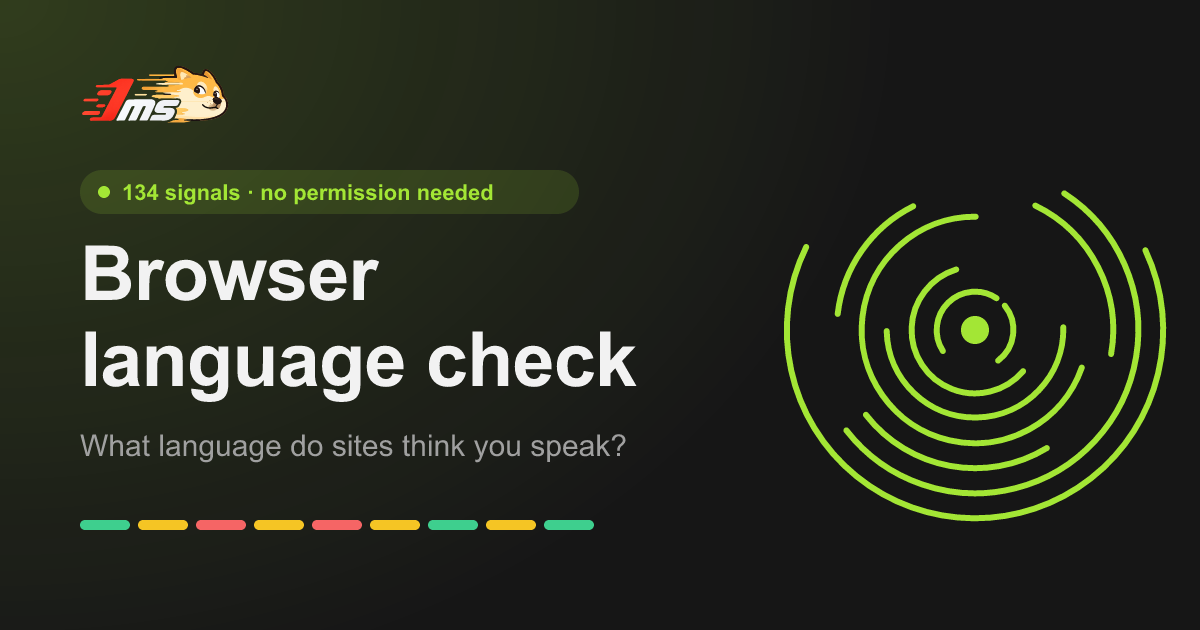 1ms
134 signals · no permission needed
Browser
language check
What language do sites think you speak?